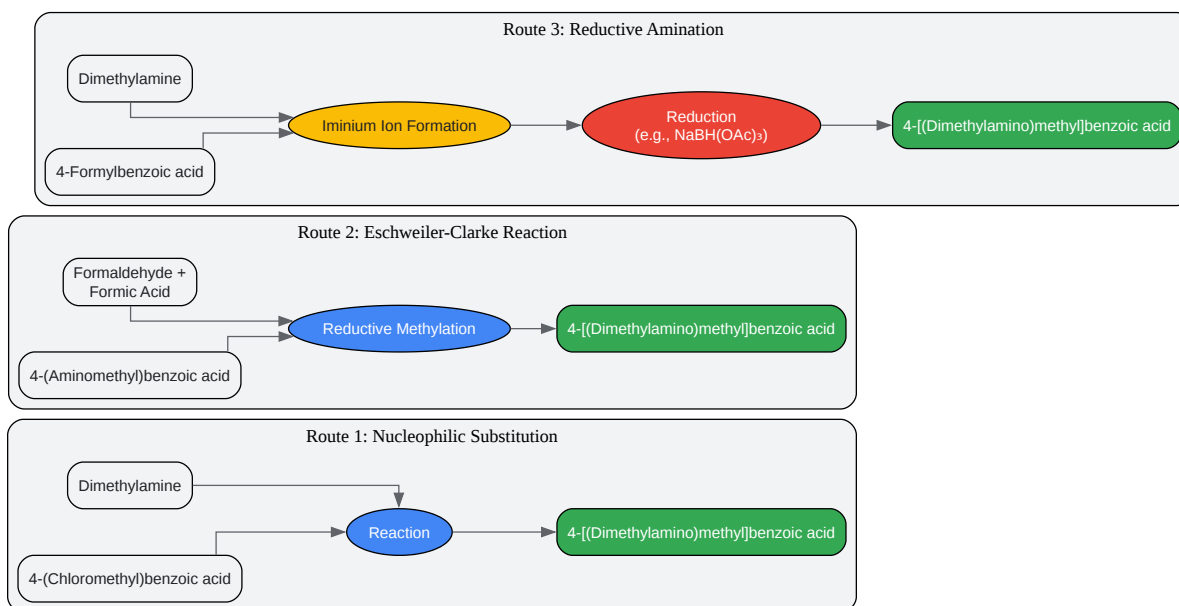 Route 3: Reductive Amination
Dimethylamine
4-Formylbenzoic acid
Iminium Ion Formation
Reduction
(e.g., NaBH(OAc)₃)
4-[(Dimethylamino)methyl]benzoic acid
Route 2: Eschweiler-Clarke Reaction
Formaldehyde +
Formic Acid
4-(Aminomethyl)benzoic acid
Reductive Methylation
4-[(Dimethylamino)methyl]benzoic acid
Route 1: Nucleophilic Substitution
Dimethylamine
4-(Chloromethyl)benzoic acid
Reaction
4-[(Dimethylamino)methyl]benzoic acid